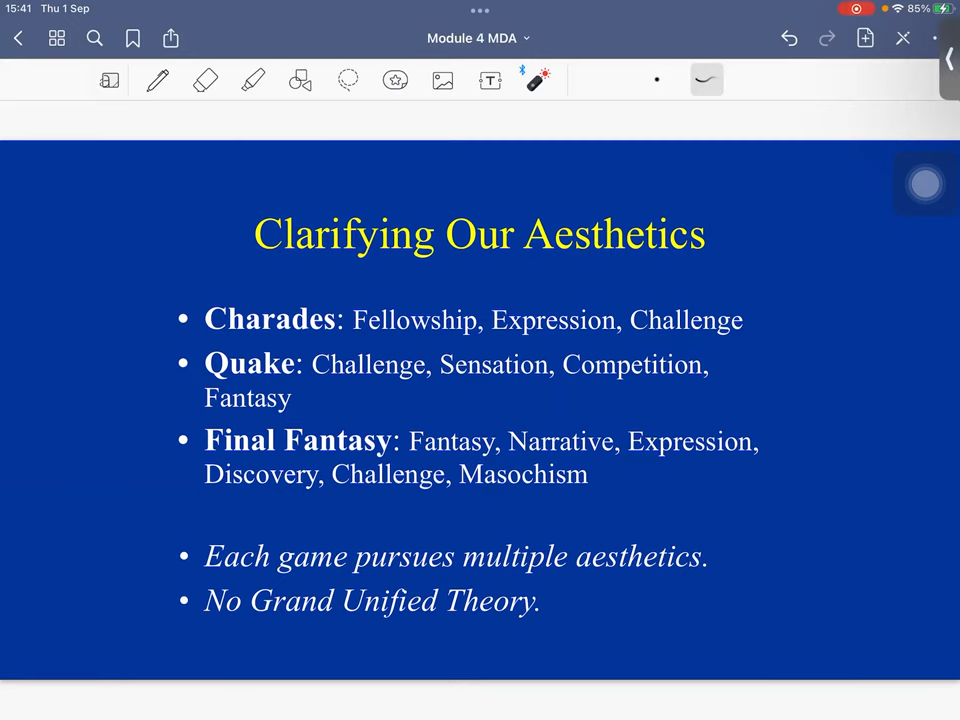 15:41 Thu 1 Sep
85%
Module 4 MDA
T
Clarifying Our Aesthetics
• Charades: Fellowship, Expression, Challenge
• Quake: Challenge, Sensation, Competition,
Fantasy
• Final Fantasy: Fantasy, Narrative, Expression,
Discovery, Challenge, Masochism
• Each game pursues multiple aesthetics.
• No Grand Unified Theory.